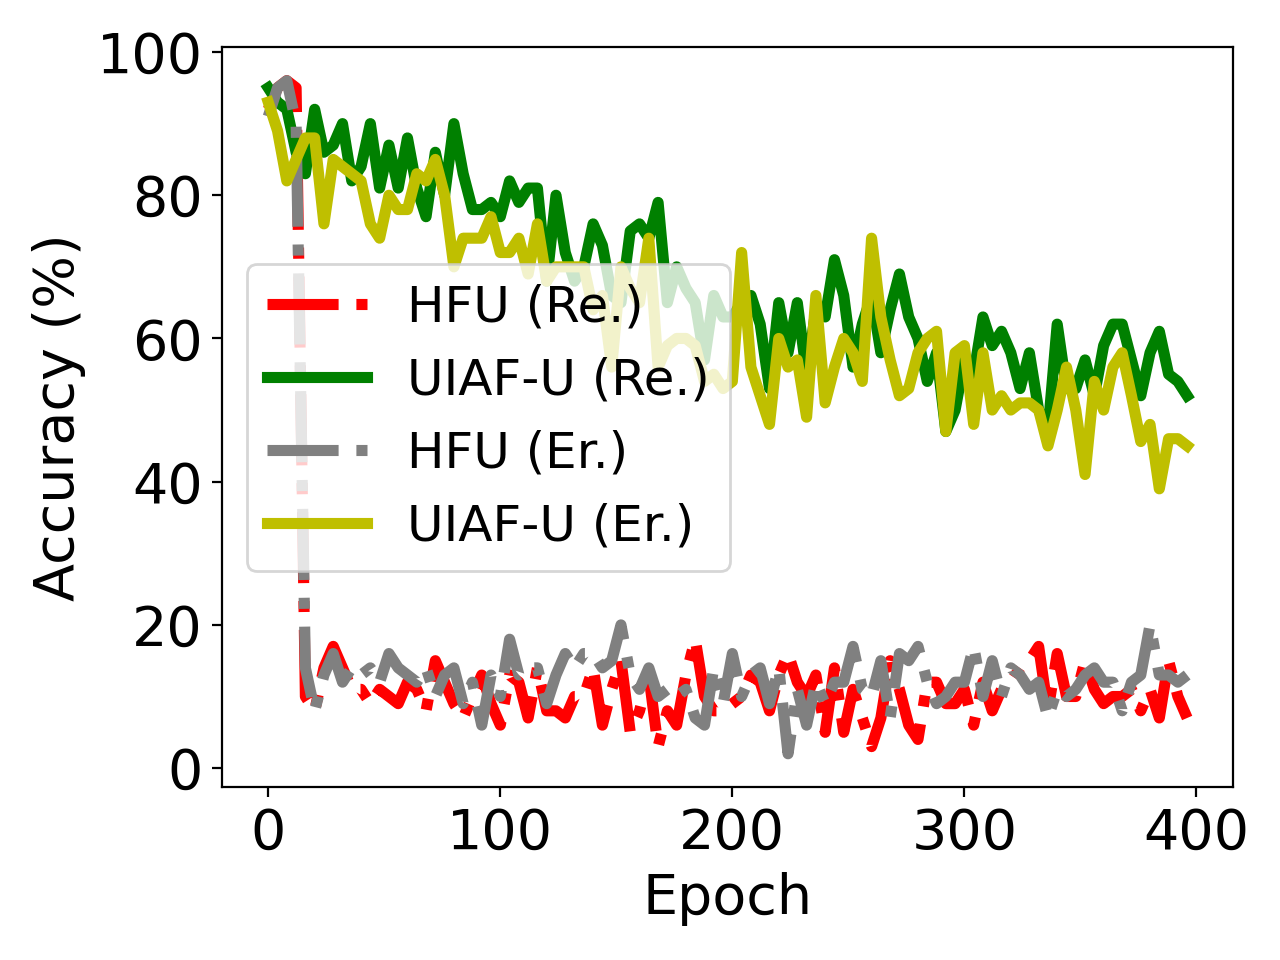 100
80
60
40
20
0
Accuracy (%)
HFU (Re.)
UIAF-U (Re.)
HFU (Er.)
UIAF-U (Er.)
0 100 200 300 400
Epoch